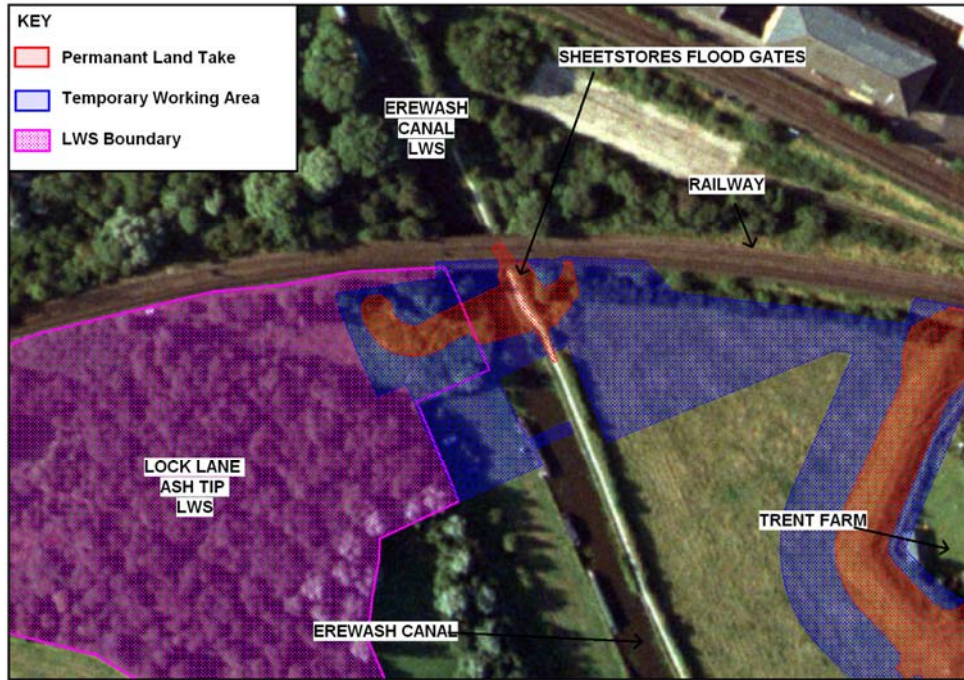 KEY
Permanant Land Take
Temporary Working Area
LWS Boundary
SHEETSTORES FLOOD GATES
EREWASH
CANAL
LWS
RAILWAY
LOCK LANE
ASH TIP
LWS
TRENT FARM
EREWASH CANAL